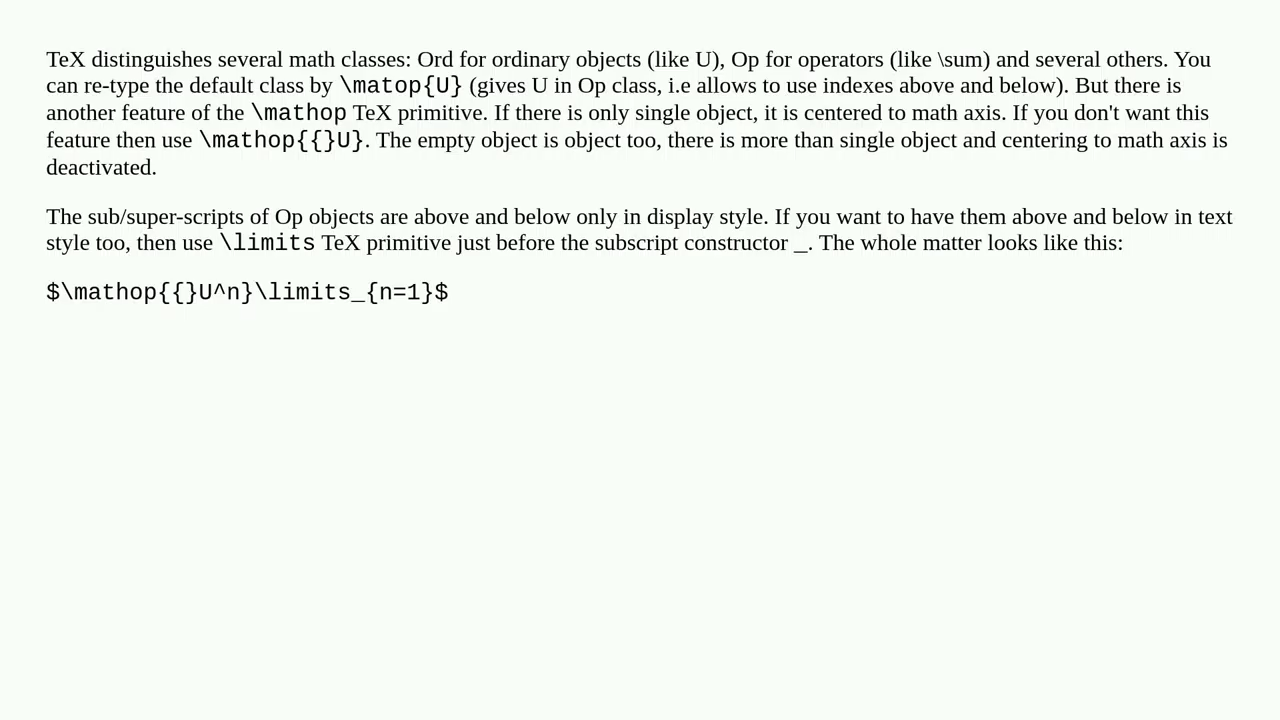 TeX distinguishes several math classes: Ord for ordinary objects (like U), Op for operators (like \sum) and several others. You
can re-type the default class by \matop{U} (gives U in Op class, i.e allows to use indexes above and below). But there is
another feature of the \mathop TeX primitive. If there is only single object, it is centered to math axis. If you don't want this
feature then use \mathop{{}U}. The empty object is object too, there is more than single object and centering to math axis is
deactivated.
The sub/super-scripts of Op objects are above and below only in display style. If you want to have them above and below in text
style too, then use \limits TeX primitive just before the subscript constructor _. The whole matter looks like this:
$\mathop{{}U^n}\limits_{n=1}$